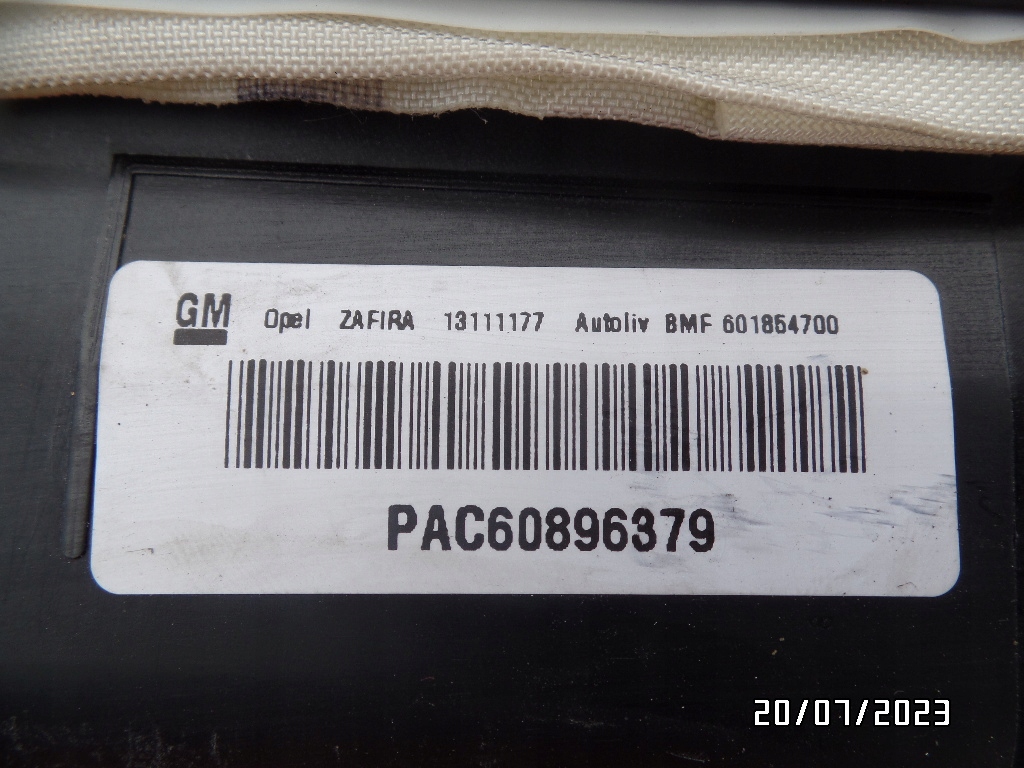 GM Opel ZAFIRA 13111177 Autoliv BMF 601854700
PAC60896379
20/07/2023